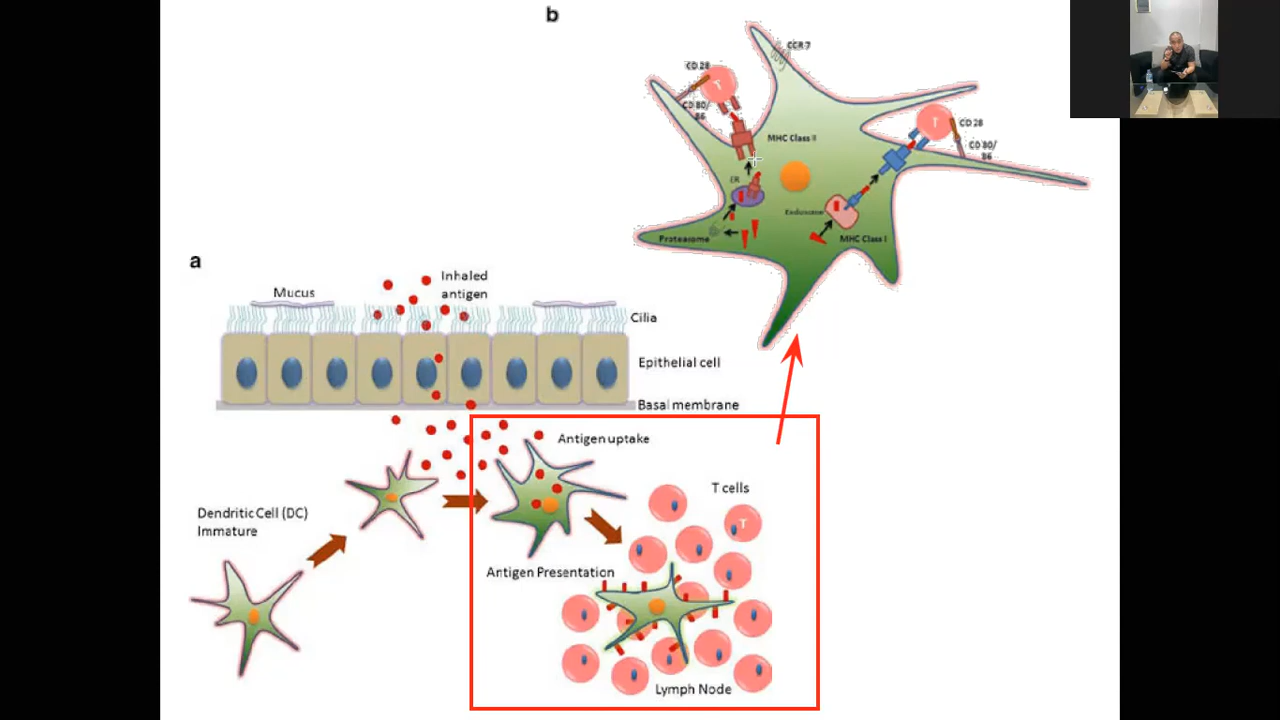 b
CCR 7
CD 28
CD 80/
86
MHC Class II
T
T
CD 28
CD 80/
86
ER
Endosome
Proteasome
MHC Class I
a
Inhaled
antigen
Mucus
Cilia
Epithelial cell
Basal membrane
Antigen uptake
T cells
T
Dendritic Cell (DC)
Immature
Antigen Presentation
Lymph Node